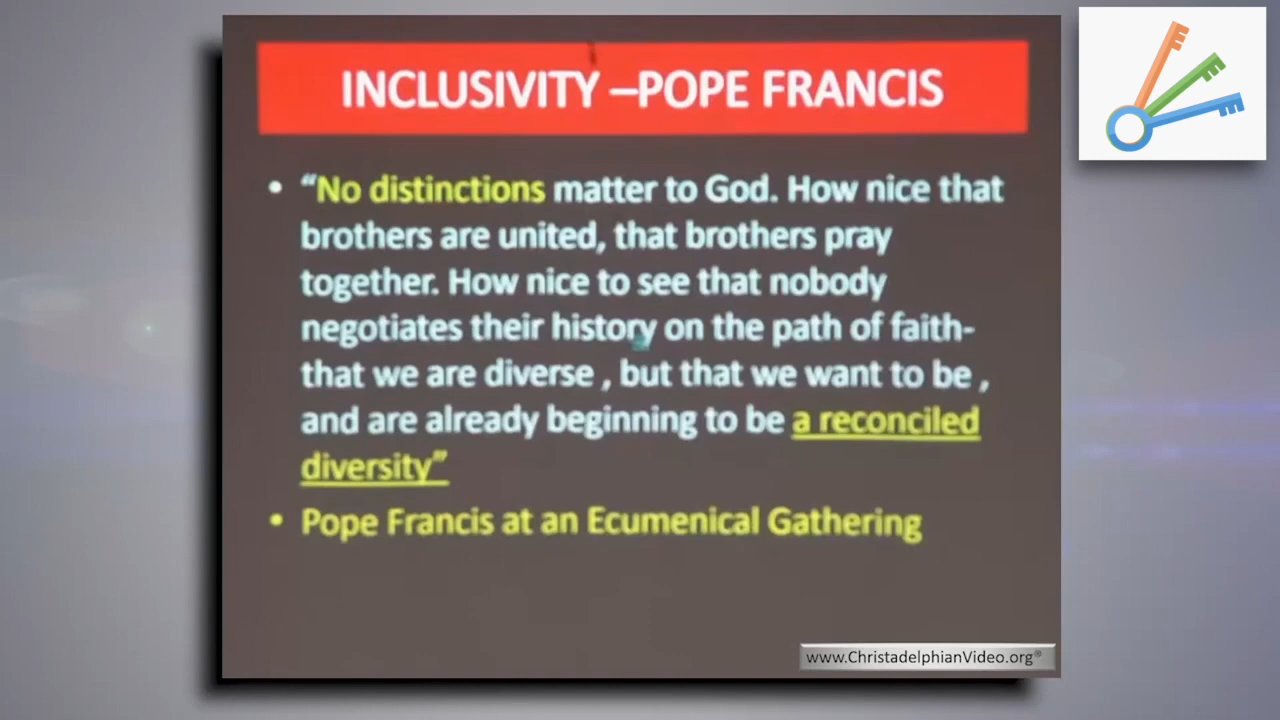 INCLUSIVITY –POPE FRANCIS
• “No distinctions matter to God. How nice that
brothers are united, that brothers pray
together. How nice to see that nobody
negotiates their history on the path of faith-
that we are diverse , but that we want to be ,
and are already beginning to be a reconciled
diversity”
• Pope Francis at an Ecumenical Gathering
www.ChristadelphianVideo.org®